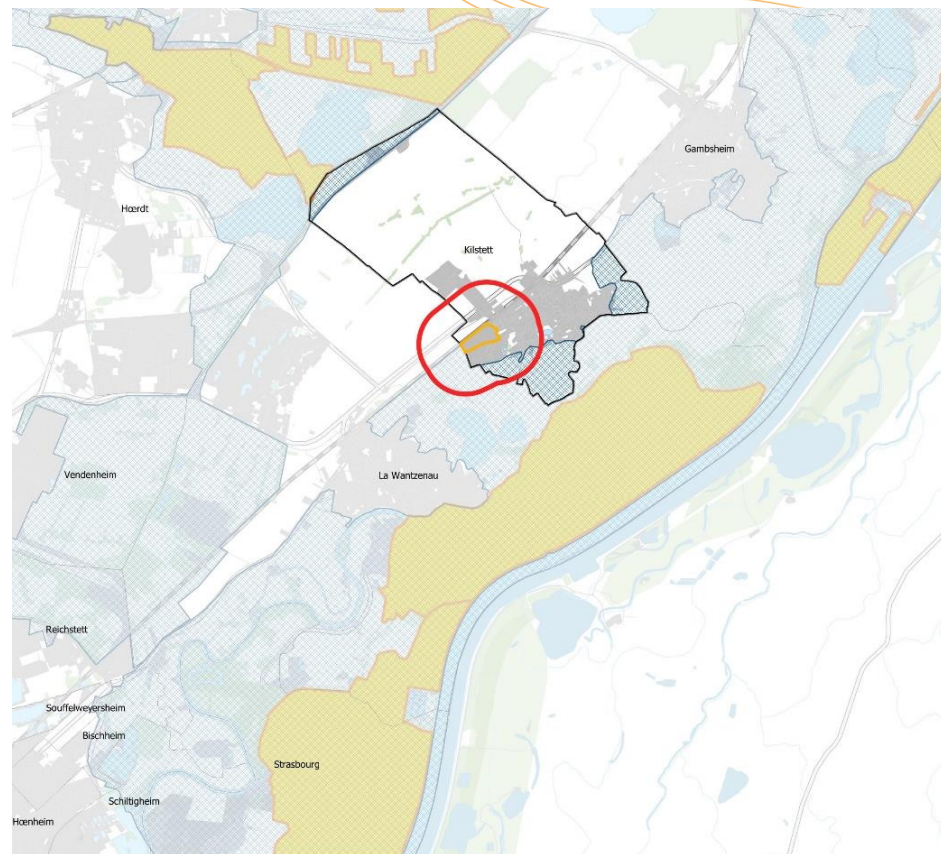 Gambsheim
Hœrdt
Kilstett
Vendenheim
La Wantzenau
Reichstett
Souffelweyersheim
Bischheim
Strasbourg
Schiltigheim
Hœnheim